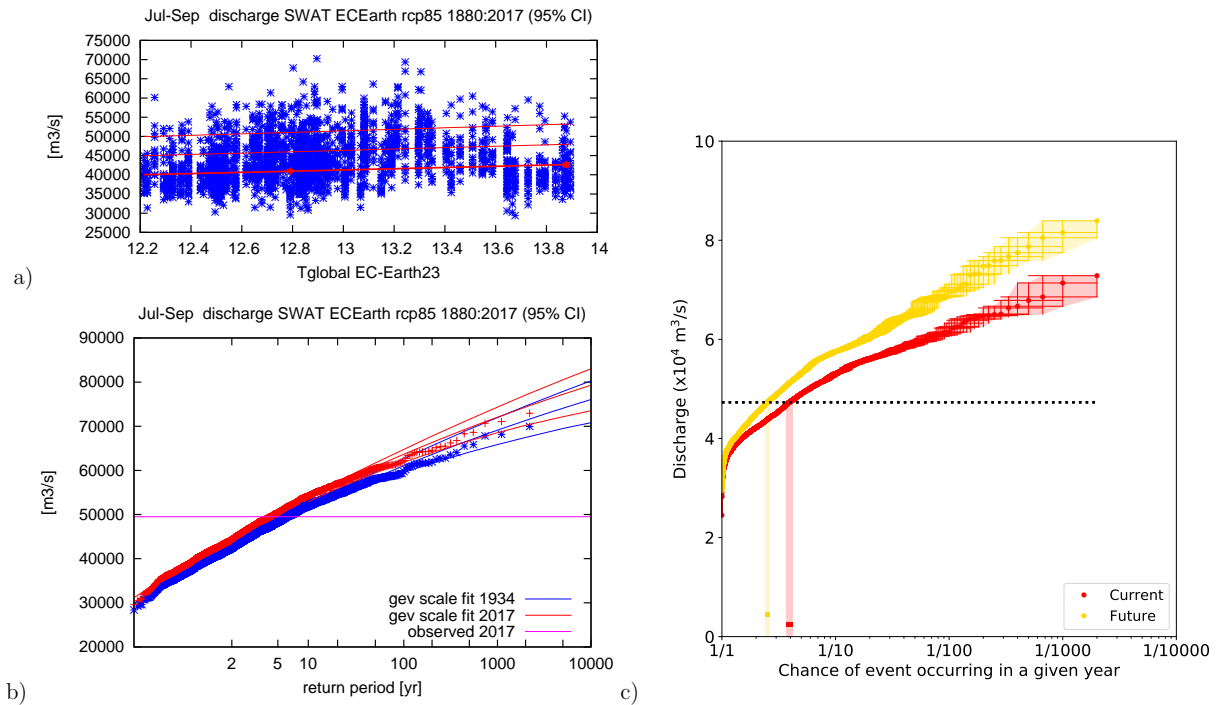 Jul-Sep discharge SWAT ECEarth rcp85 1880:2017 (95% CI)
75000
70000
65000
60000
55000
50000
45000
40000
35000
30000
25000
[m3/s]
12.2 12.4 12.6 12.8 13 13.2 13.4 13.6 13.8 14
Tglobal EC-Earth23
a)
Jul-Sep discharge SWAT ECEarth rcp85 1880:2017 (95% CI)
90000
80000
70000
60000
50000
40000
30000
20000
[m3/s]
gev scale fit 1934
gev scale fit 2017
observed 2017
2 5 10 100 1000 10000
return period [yr]
b)
10
8
6
4
2
0
Discharge (x10⁴ m³/s)
Current
Future
1/1 1/10 1/100 1/1000 1/10000
Chance of event occurring in a given year
c)